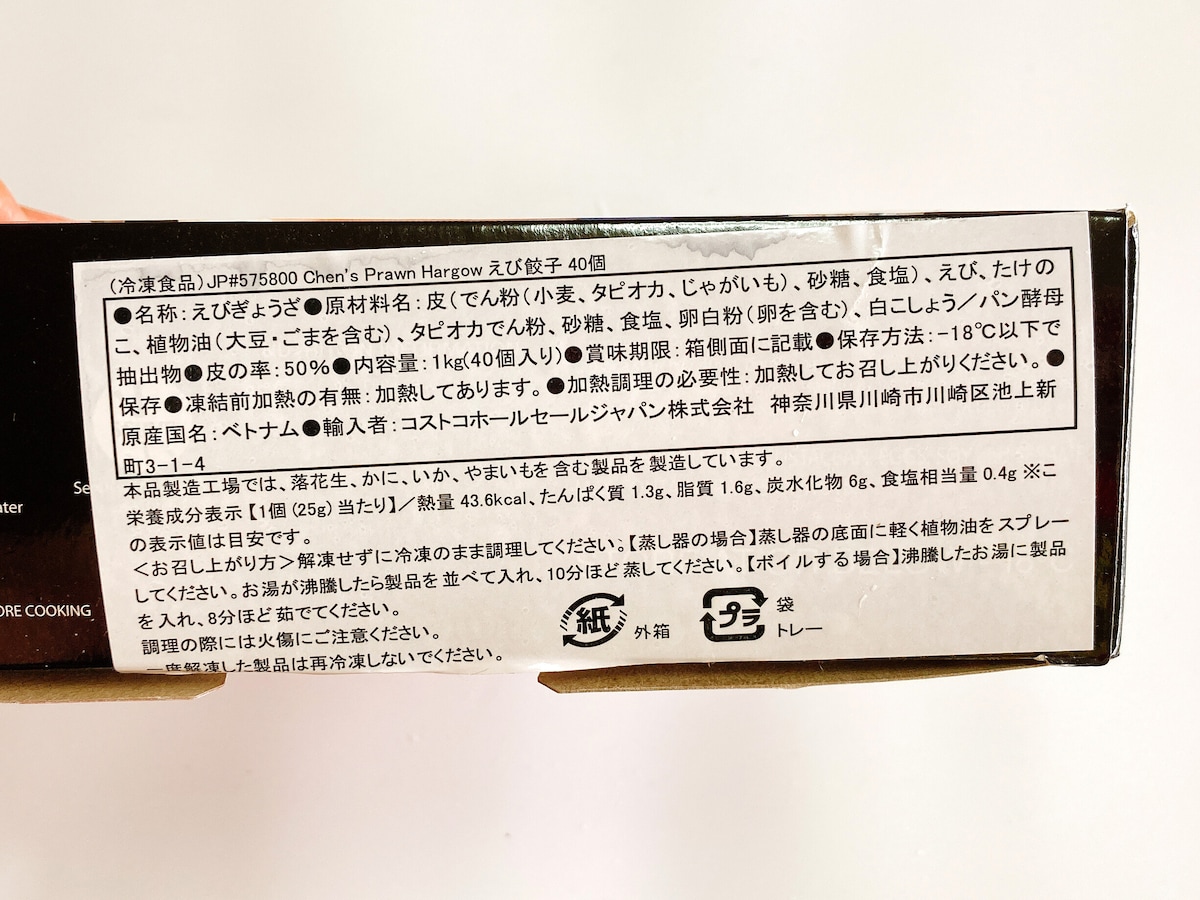 (冷凍食品)JP#575800 Chen's Prawn Hargow えび餃子 40個
●名称:えびぎょうざ●原材料名:皮(でん粉(小麦、タピオカ、じゃがいも)、砂糖、食塩)、えび、たけの
こ、植物油(大豆・ごまを含む)、タピオカでん粉、砂糖、食塩、卵白粉(卵を含む)、白こしょう/パン酵母
抽出物●皮の率:50%●内容量:1kg(40個入り)●賞味期限:箱側面に記載●保存方法:-18℃以下で
保存●凍結前加熱の有無:加熱してあります。●加熱調理の必要性:加熱してお召し上がりください。●
原産国名:ベトナム●輸入者:コストコホールセールジャパン株式会社 神奈川県川崎市川崎区池上新
町3-1-4
本品製造工場では、落花生、かに、いか、やまいもを含む製品を製造しています。
栄養成分表示【1個(25g)当たり】/熱量 43.6kcal、たんぱく質 1.3g、脂質 1.6g、炭水化物 6g、食塩相当量 0.4g ※こ
の表示値は目安です。
<お召し上がり方>解凍せずに冷凍のまま調理してください。【蒸し器の場合】蒸し器の底面に軽く植物油をスプレー
してください。お湯が沸騰したら製品を並べて入れ、10分ほど蒸してください。【ボイルする場合】沸騰したお湯に製品
を入れ、8分ほど茹でてください。
調理の際には火傷にご注意ください。
一度解凍した製品は再冷凍しないでください。
紙 外箱
プラ 袋
トレー
Se
ater
ORE COOKING